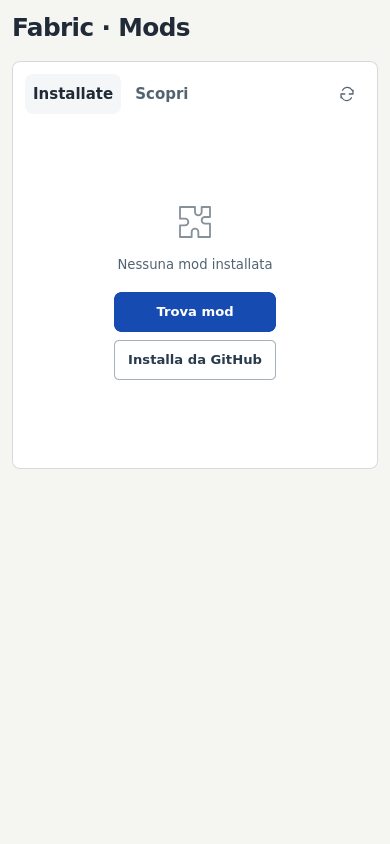 Fabric · Mods
Installate
Scopri
Nessuna mod installata
Trova mod
Installa da GitHub